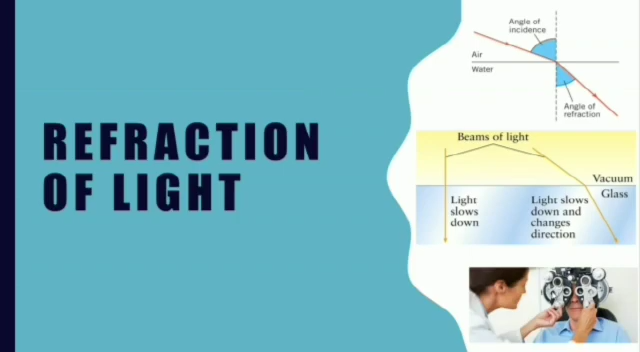 REFRACTION
OF LIGHT
Angle of
incidence
Air
Water
Angle of
refraction
Beams of light
Vacuum
Glass
Light
slows
down
Light slows
down and
changes
direction